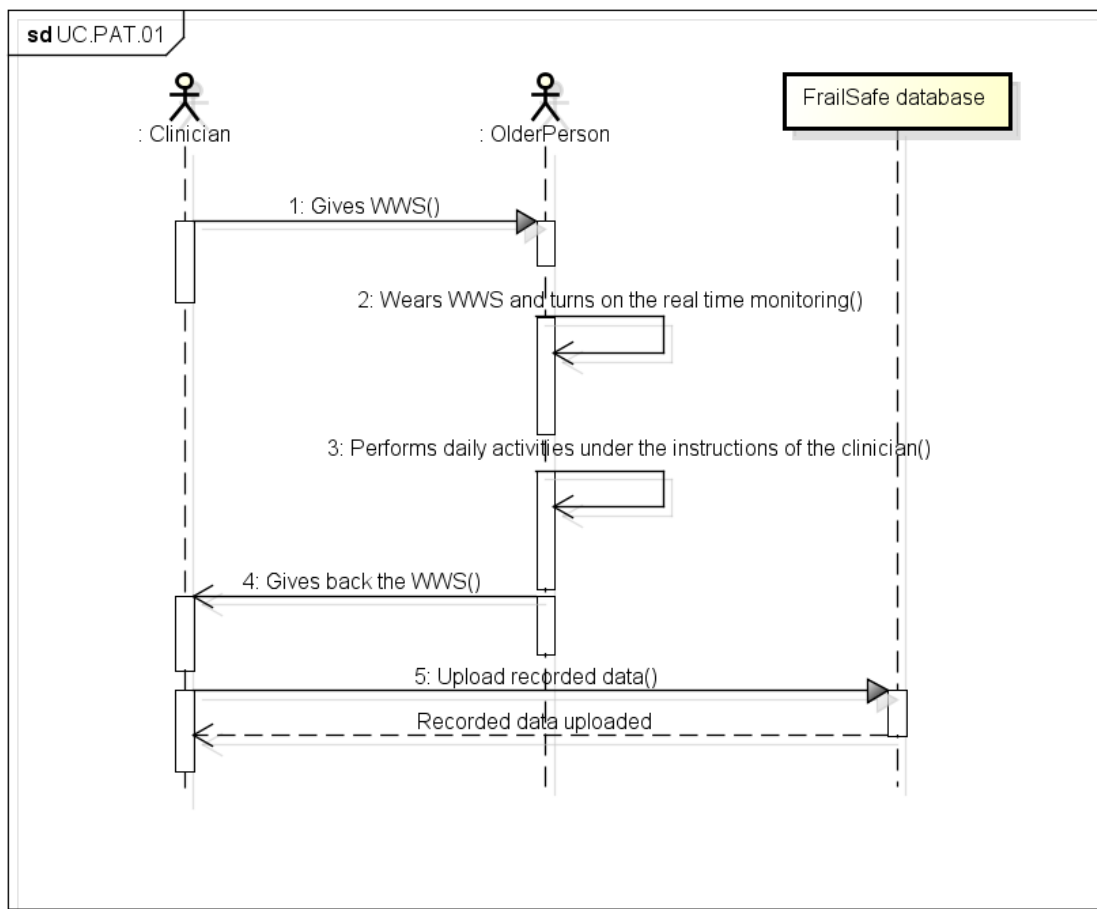 sd UC.PAT.01
: Clinician
: OlderPerson
FrailSafe database
1: Gives WWS()
2: Wears WWS and turns on the real time monitoring()
3: Performs daily activities under the instructions of the clinician()
4: Gives back the WWS()
5: Upload recorded data()
Recorded data uploaded